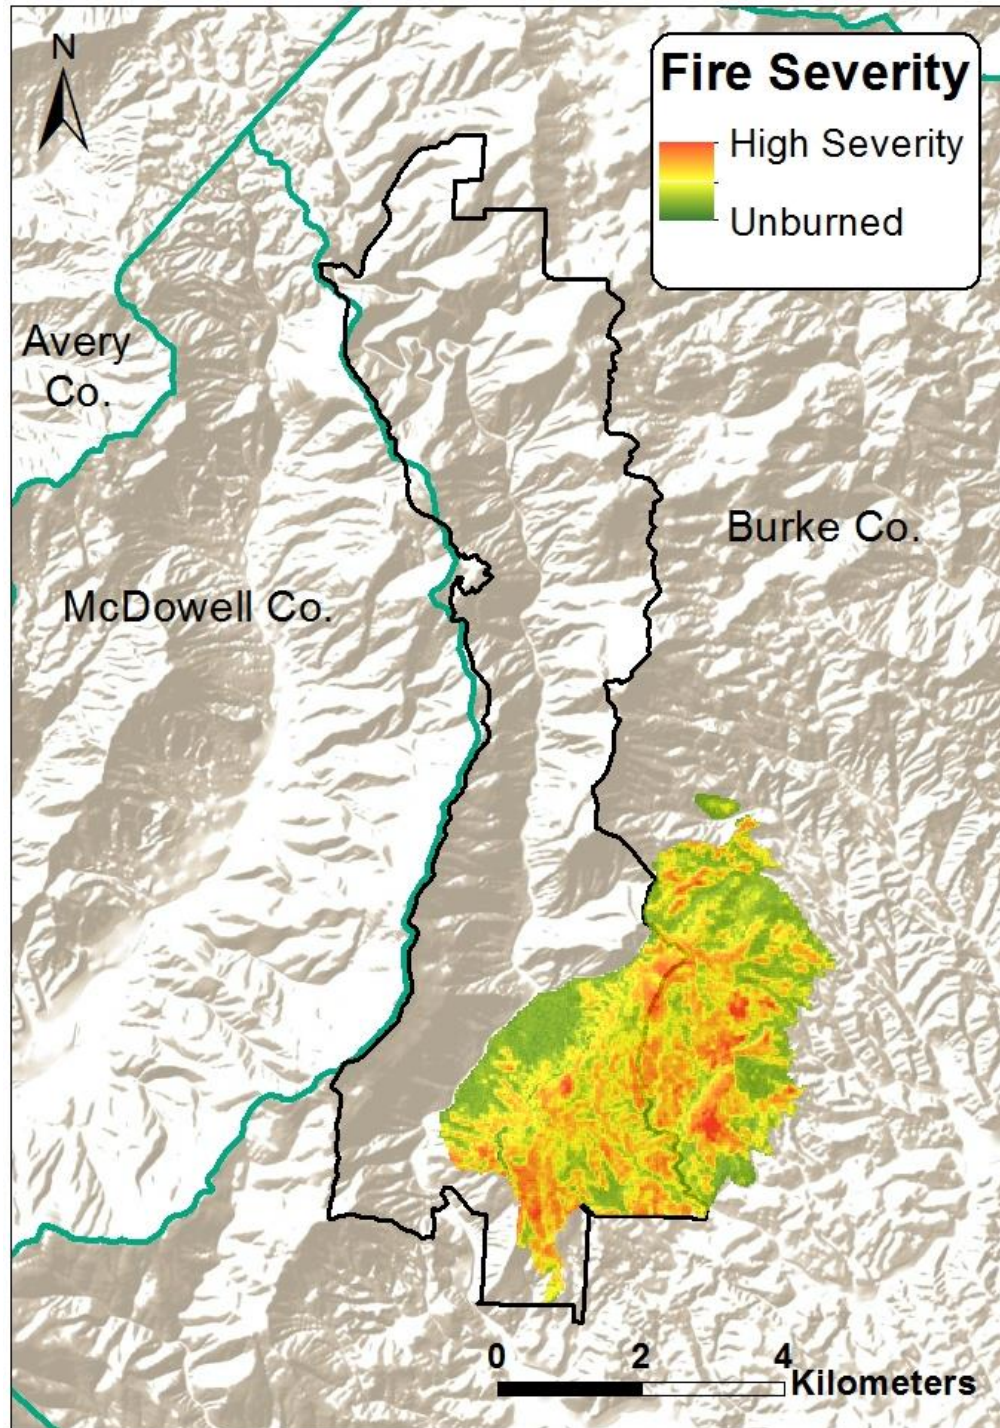 N
Fire Severity
High Severity
Unburned
Avery
Co.
Burke Co.
McDowell Co.
0 2 4
Kilometers